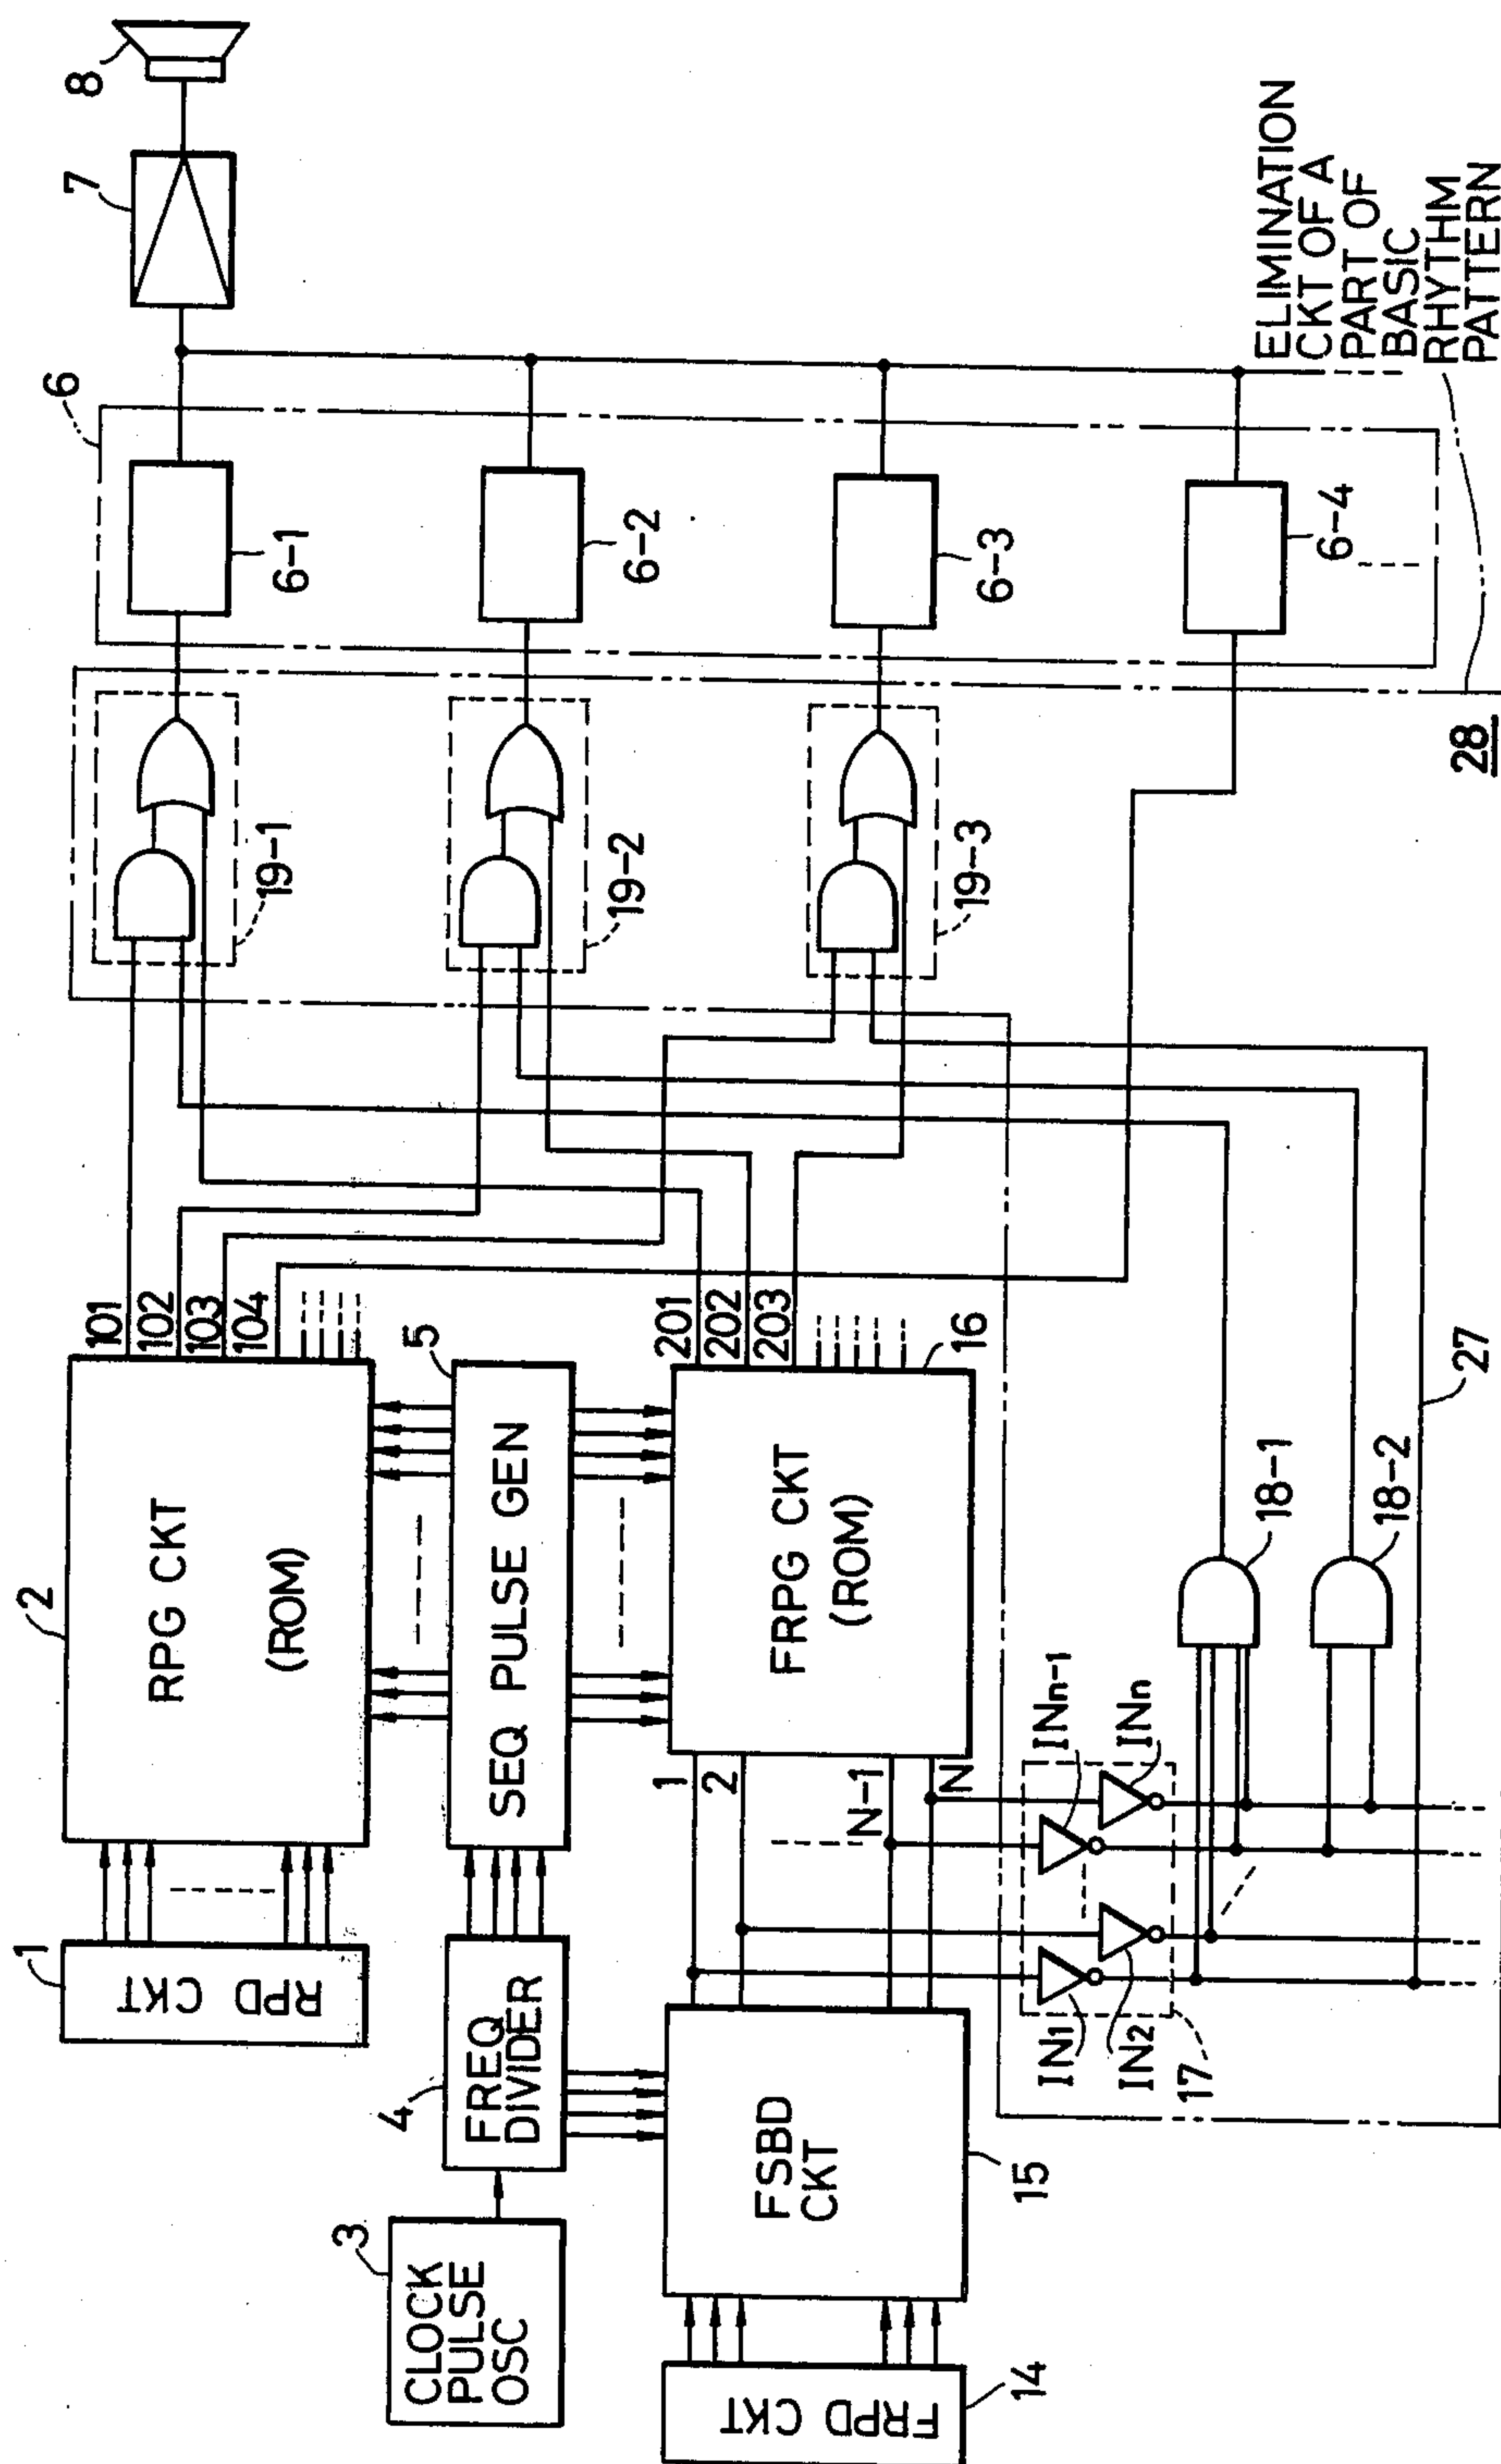 1
RPD CKT
2
RPG CKT
(ROM)
101
102
103
104
3
CLOCK
PULSE
OSC
4
FREQ
DIVIDER
5
SEQ PULSE GEN
14
FRPD CKT
15
FSBD
CKT
1
2
N-1
N
FRPG CKT
(ROM)
16
201
202
203
IN1
IN2
INn-1
INn
17
18-1
18-2
27
19-1
19-2
19-3
28
6
6-1
6-2
6-3
6-4
7
8
ELIMINATION
CKT OF A
PART OF
BASIC
RHYTHM
PATTERN